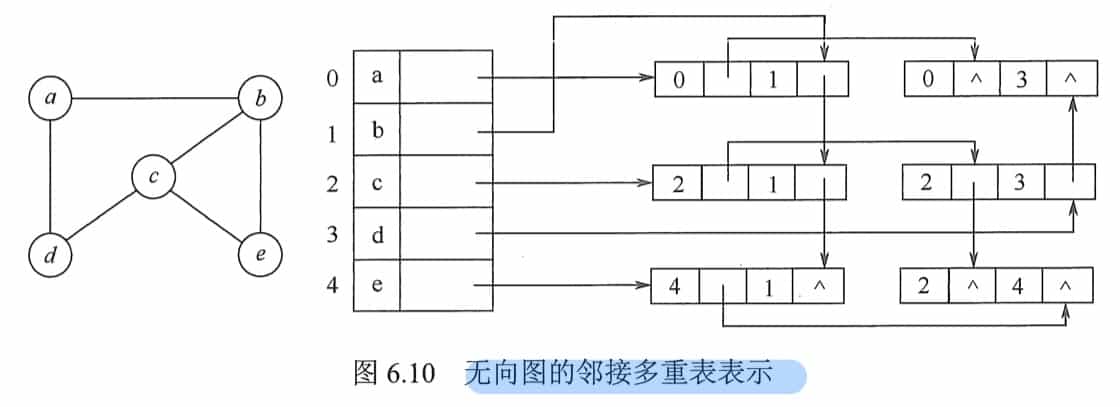 a b
c
d e
0 a 0 1 0 ^ 3 ^
1 b
2 c 2 1 2 3
3 d
4 e 4 1 ^ 2 ^ 4 ^
图 6.10 无向图的邻接多重表表示